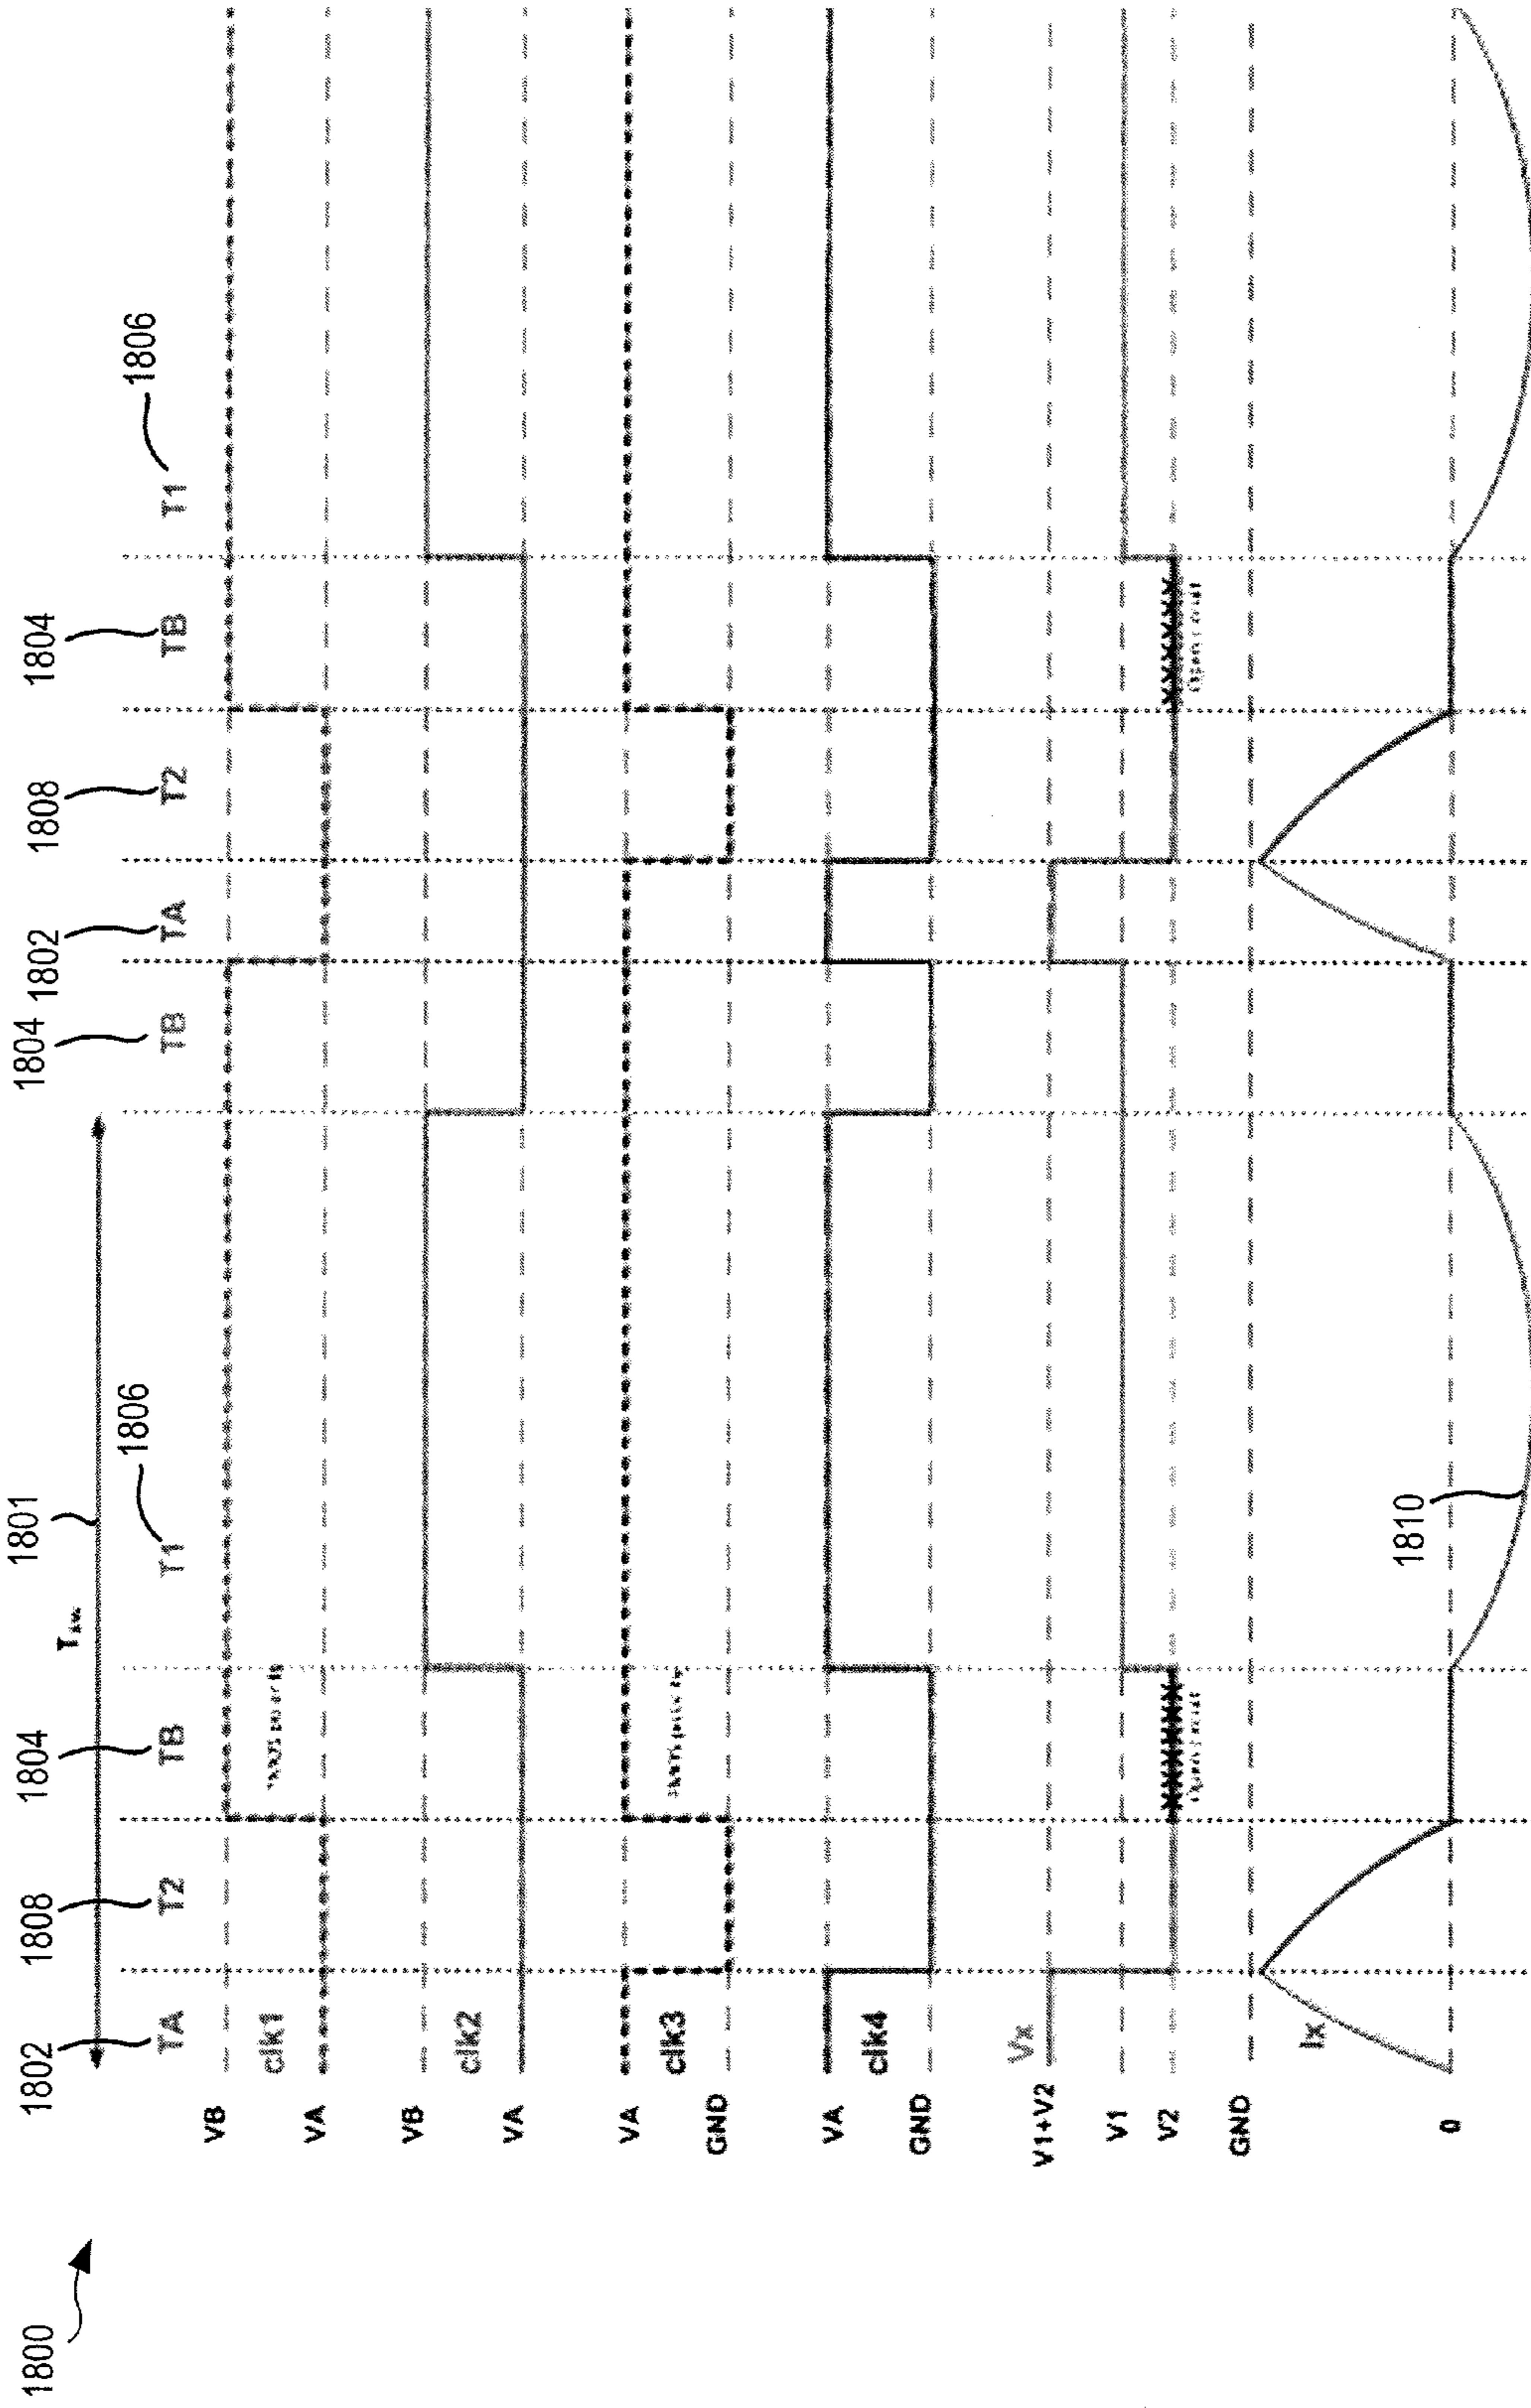 1800
1801
Tsw
1802
1808
1804
1806
1804
1802
1808
1804
1806
TA
T2
TB
T1
TB
TA
T2
TB
T1
VB
clk1
VA
VB
clk2
VA
VA
clk3
GND
VA
clk4
GND
Vx
V1+V2
V1
V2
GND
Ix
0
1810